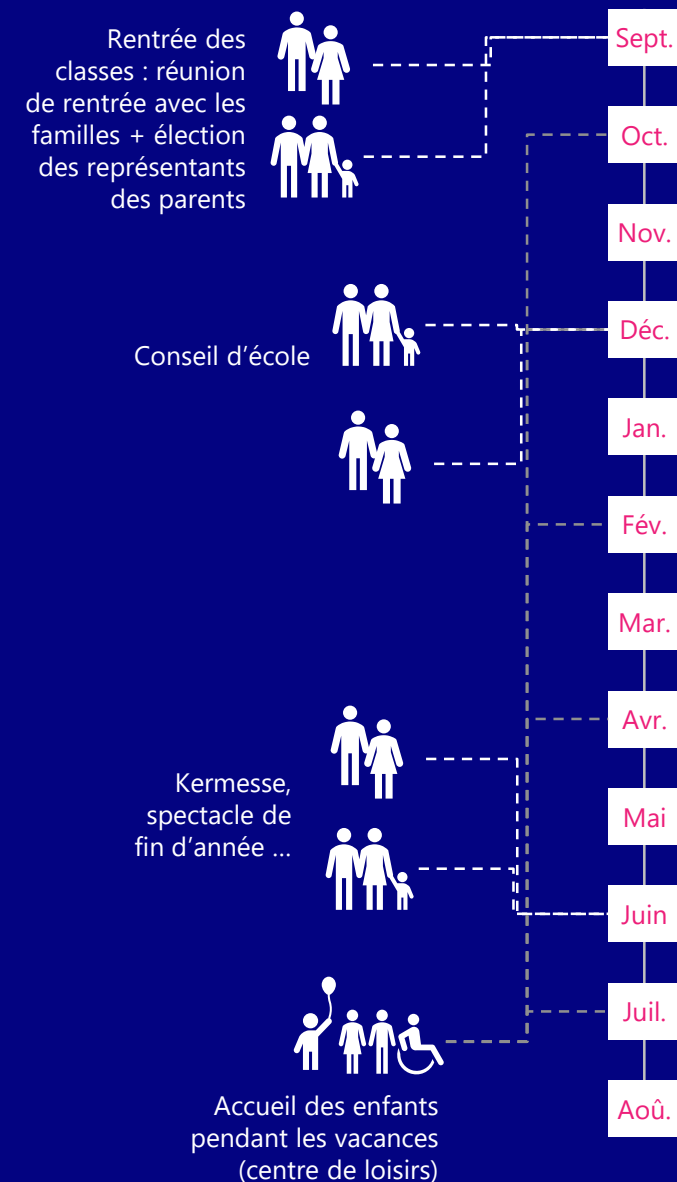 Rentrée des
classes : réunion
de rentrée avec les
familles + élection
des représentants
des parents
Conseil d’école
Kermesse,
spectacle de
fin d’année ...
Accueil des enfants
pendant les vacances
(centre de loisirs)
Sept.
Oct.
Nov.
Déc.
Jan.
Fév.
Mar.
Avr.
Mai
Juin
Juil.
Aoû.